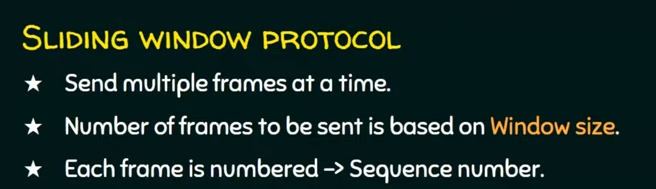 SLIDING WINDOW PROTOCOL
★ Send multiple frames at a time.
★ Number of frames to be sent is based on Window size.
★ Each frame is numbered –> Sequence number.